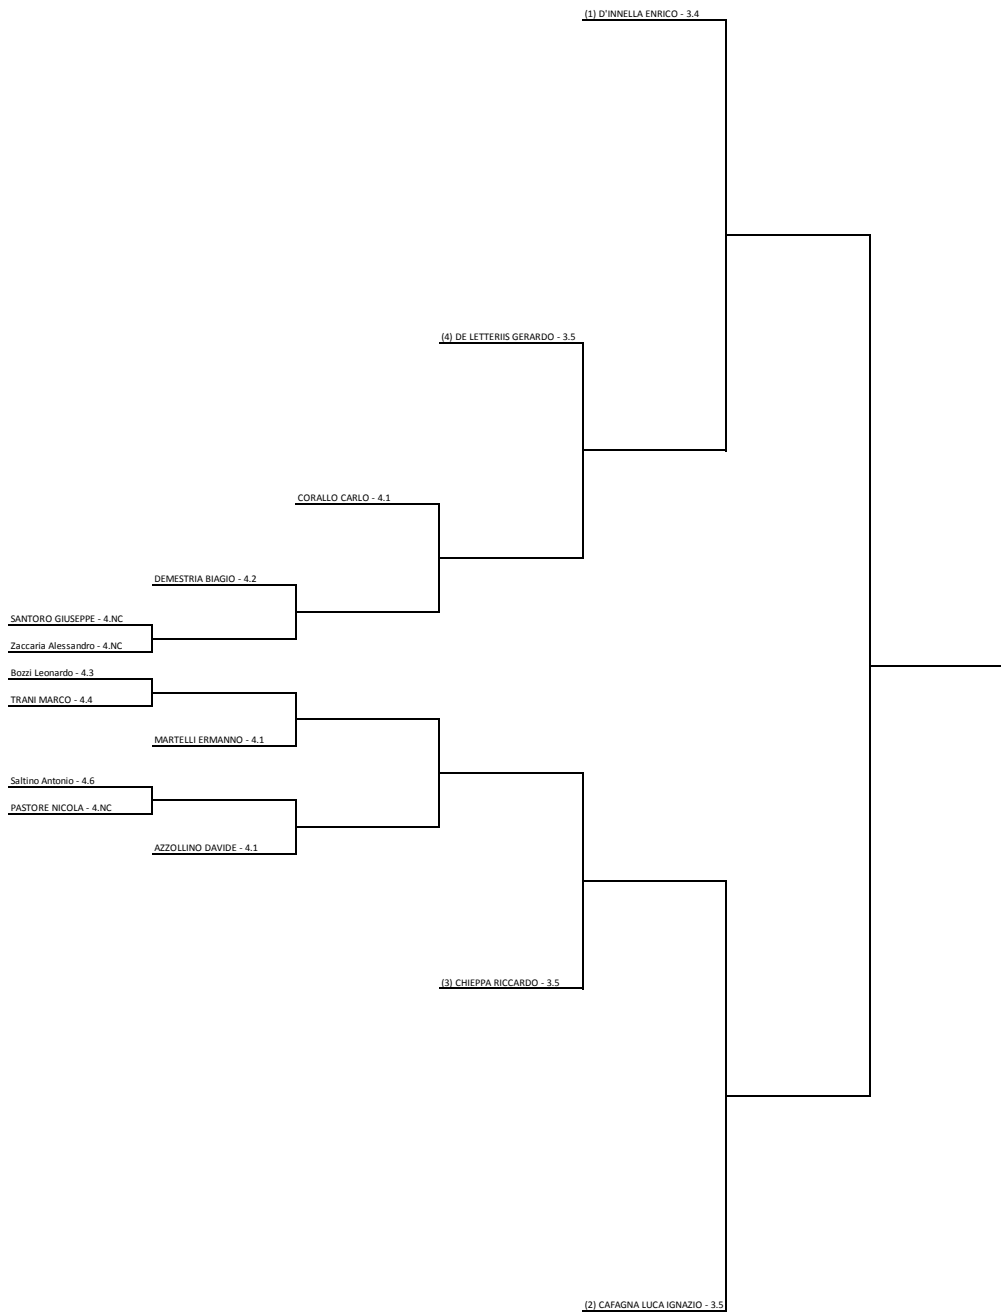 (1) D'INNELLA ENRICO - 3.4
(4) DE LETTERIIS GERARDO - 3.5
CORALLO CARLO - 4.1
DEMESTRIA BIAGIO - 4.2
SANTORO GIUSEPPE - 4.NC
Zaccaria Alessandro - 4.NC
Bozzi Leonardo - 4.3
TRANI MARCO - 4.4
MARTELLI ERMANNO - 4.1
Saltino Antonio - 4.6
PASTORE NICOLA - 4.NC
AZZOLLINO DAVIDE - 4.1
(3) CHIEPPA RICCARDO - 3.5
(2) CAFAGNA LUCA IGNAZIO - 3.5